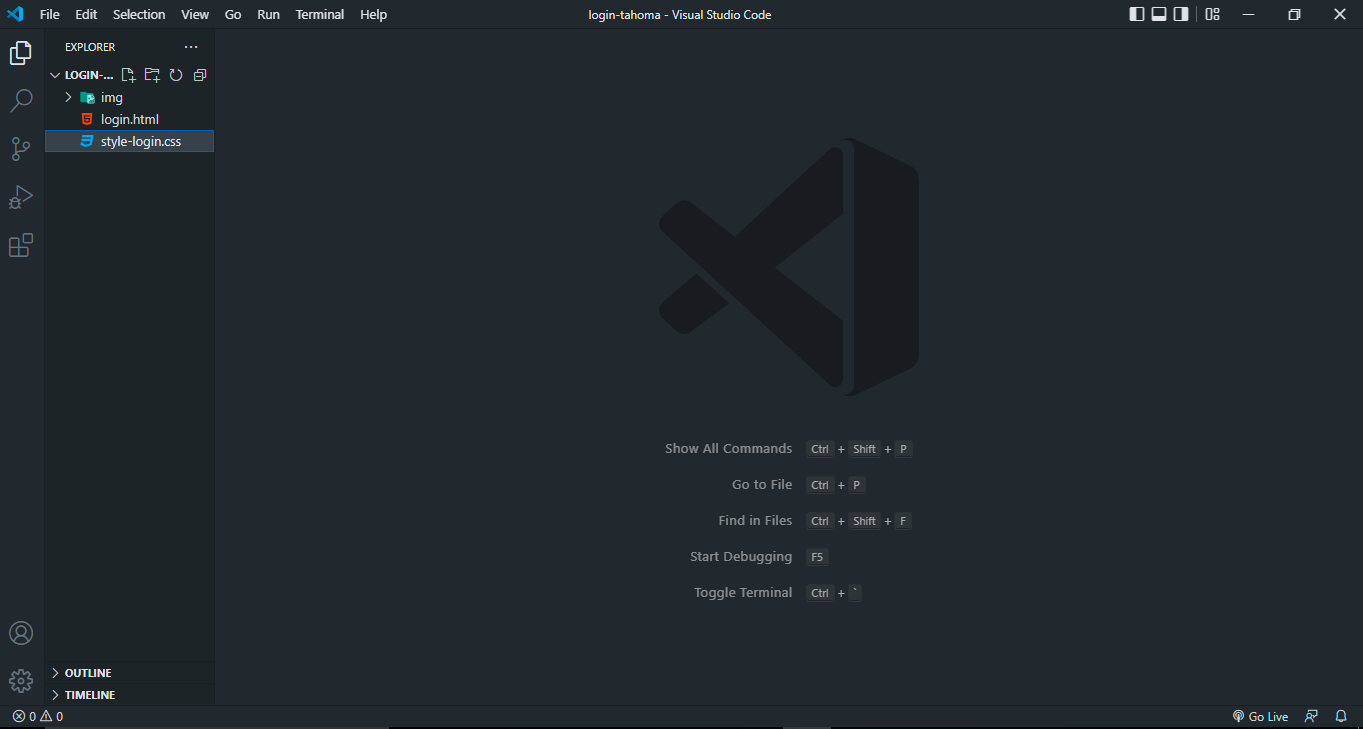 File Edit Selection View Go Run Terminal Help login-tahoma - Visual Studio Code
EXPLORER ...
LOGIN-...
img
login.html
style-login.css
Show All Commands Ctrl + Shift + P
Go to File Ctrl + P
Find in Files Ctrl + Shift + F
Start Debugging F5
Toggle Terminal Ctrl + `
OUTLINE
TIMELINE
0 0 Go Live